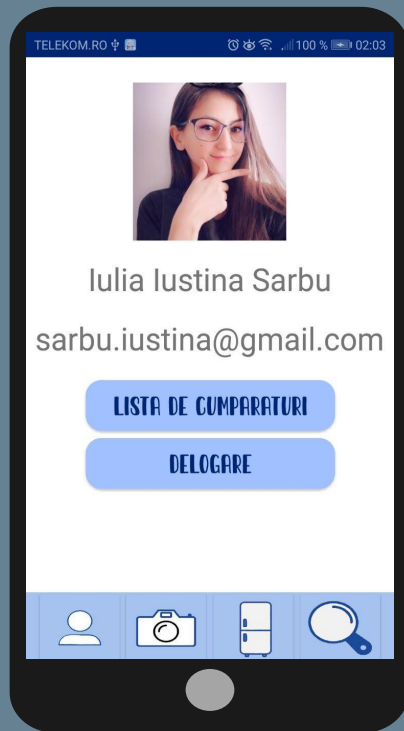 TELEKOM.RO 100 % 02:03
Iulia Iustina Sarbu
sarbu.iustina@gmail.com
LISTA DE CUMPARATURI
DELOGARE